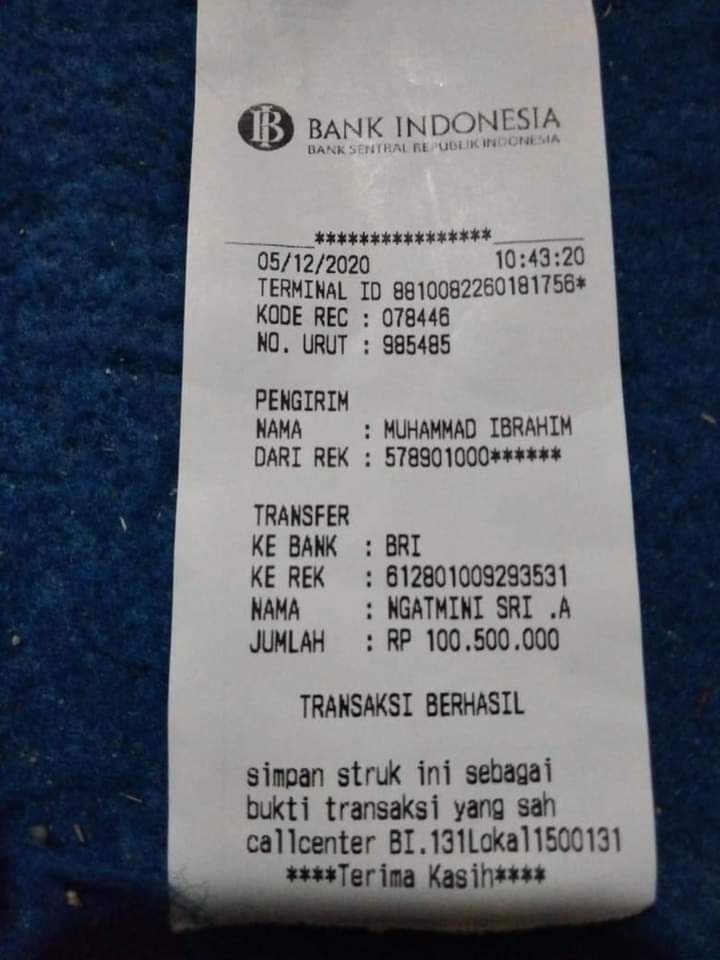 BANK INDONESIA
BANK SENTRAL REPUBLIK INDONESIA
****************
05/12/2020 10:43:20
TERMINAL ID 8810082260181756*
KODE REC : 078446
NO. URUT : 985485
PENGIRIM
NAMA : MUHAMMAD IBRAHIM
DARI REK : 578901000******
TRANSFER
KE BANK : BRI
KE REK : 612801009293531
NAMA : NGATMINI SRI .A
JUMLAH : RP 100.500.000
TRANSAKSI BERHASIL
simpan struk ini sebagai
bukti transaksi yang sah
callcenter BI.131Lokal1500131
****Terima Kasih****